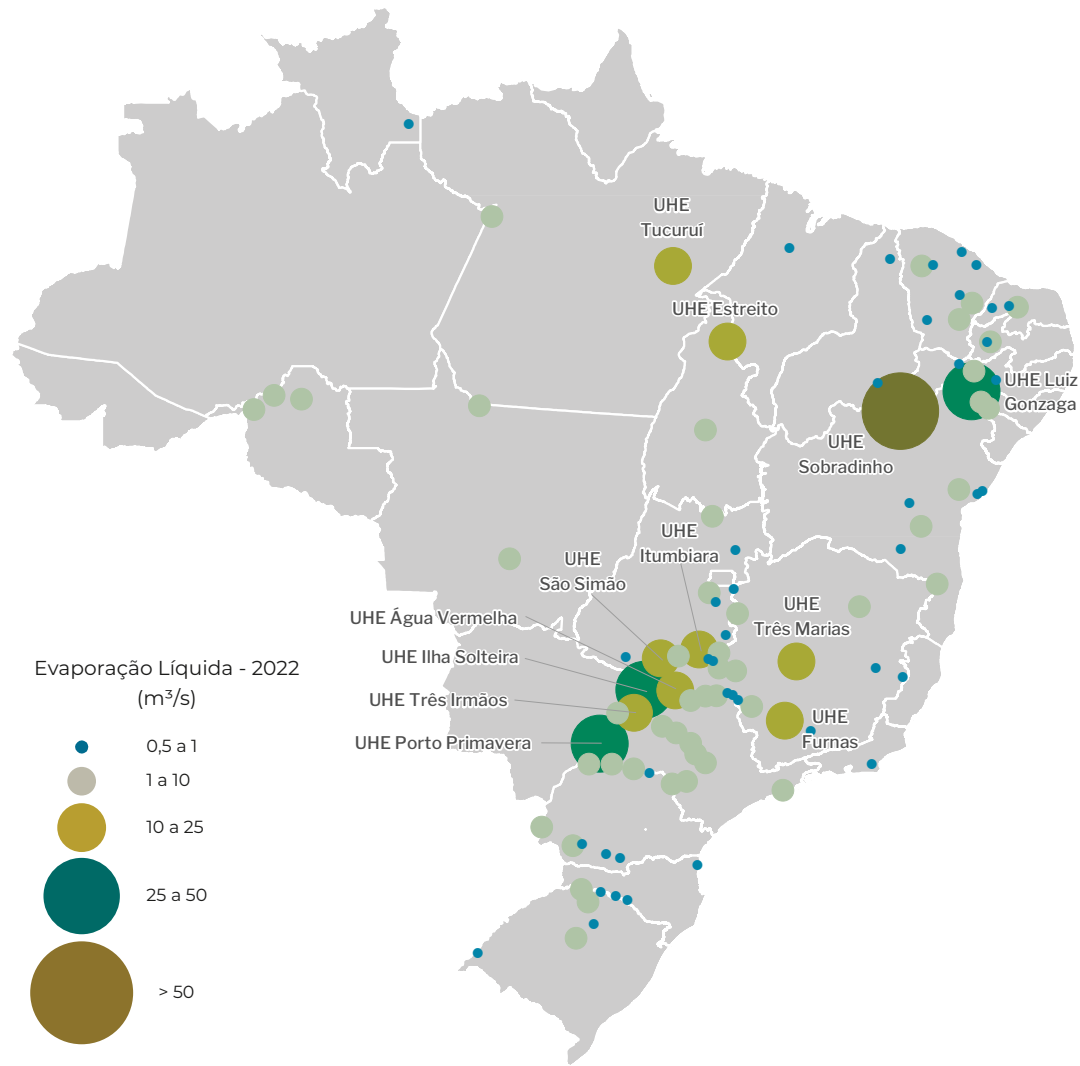 UHE
Tucuruí
UHE Estreito
UHE Luiz
Gonzaga
UHE
Sobradinho
UHE
Itumbiara
UHE
São Simão
UHE
Três Marias
UHE Água Vermelha
UHE Ilha Solteira
UHE Três Irmãos
UHE
Furnas
UHE Porto Primavera
Evaporação Líquida - 2022
(m³/s)
0,5 a 1
1 a 10
10 a 25
25 a 50
> 50